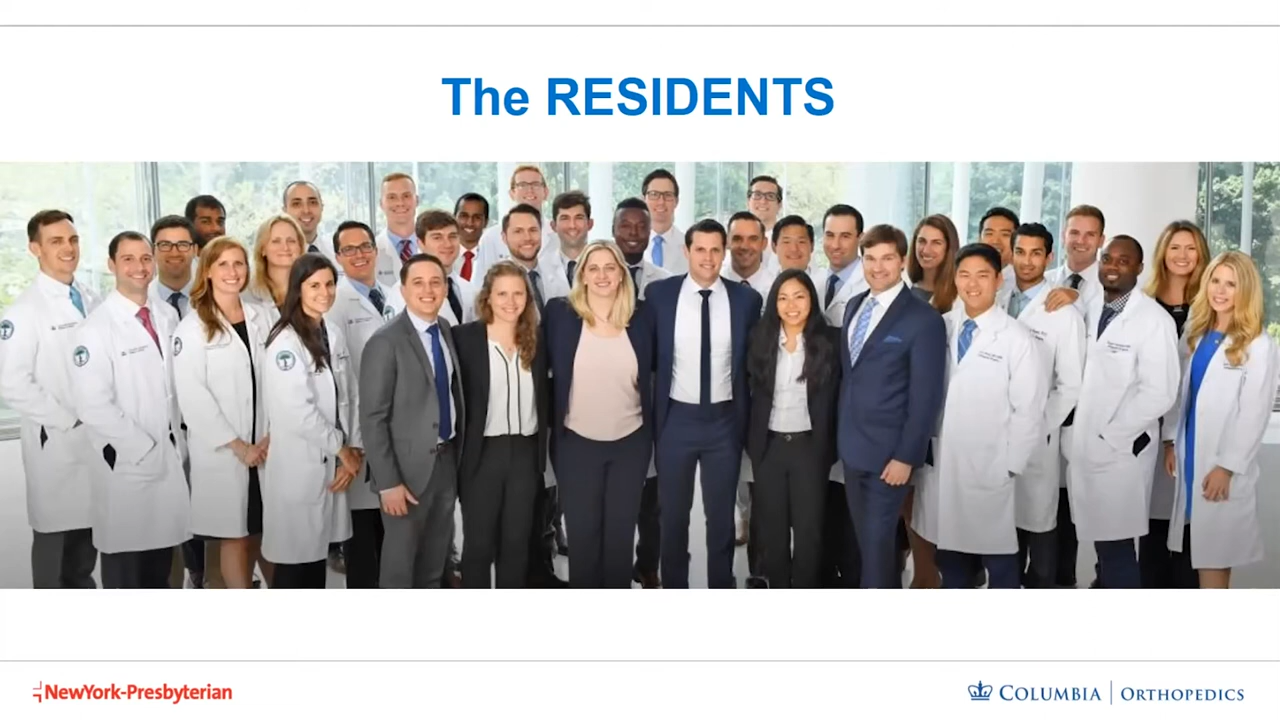 The RESIDENTS
NewYork-Presbyterian
COLUMBIA | ORTHOPEDICS